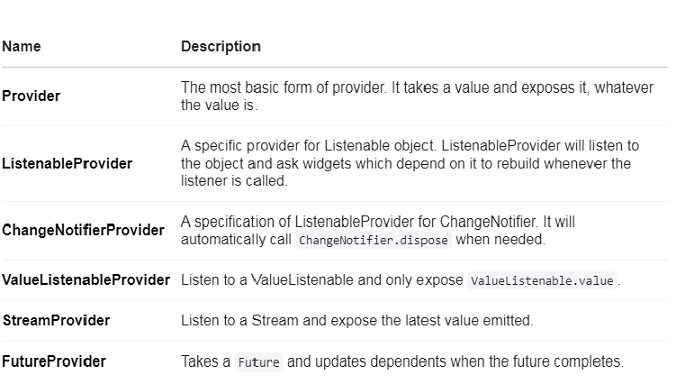 Name Description
Provider The most basic form of provider. It takes a value and exposes it, whatever
the value is.
ListenableProvider A specific provider for Listenable object. ListenableProvider will listen to
the object and ask widgets which depend on it to rebuild whenever the
listener is called.
ChangeNotifierProvider A specification of ListenableProvider for ChangeNotifier. It will
automatically call ChangeNotifier.dispose when needed.
ValueListenableProvider Listen to a ValueListenable and only expose ValueListenable.value.
StreamProvider Listen to a Stream and expose the latest value emitted.
FutureProvider Takes a Future and updates dependents when the future completes.